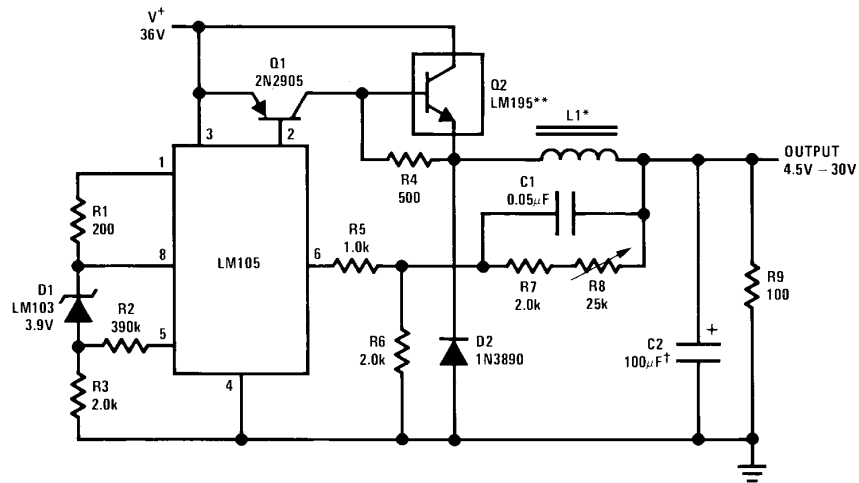 V+
36V
Q1
2N2905
Q2
LM195**
L1*
OUTPUT
4.5V – 30V
3
2
1
R4
500
C1
0.05μF
R1
200
R5
1.0k
8
LM105
6
R7
2.0k
R8
25k
R9
100
D1
LM103
3.9V
R2
390k
5
R6
2.0k
D2
1N3890
C2
100μF†
+
R3
2.0k
4